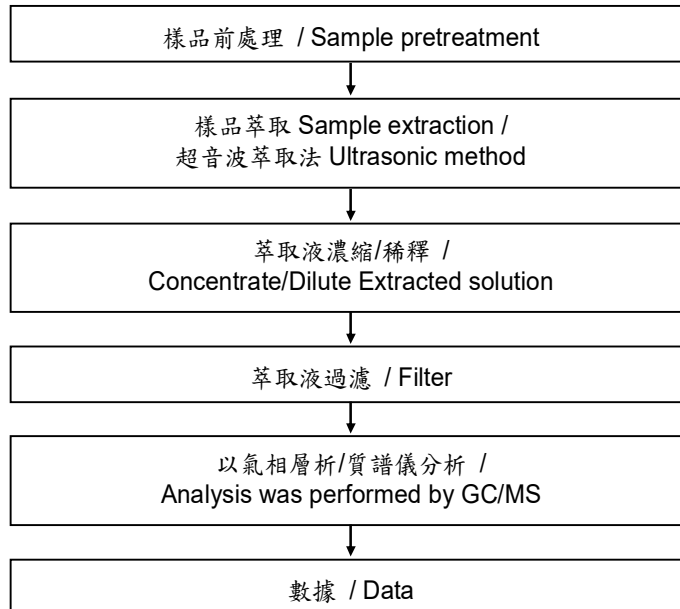 樣品前處理 / Sample pretreatment
樣品萃取 Sample extraction /
超音波萃取法 Ultrasonic method
萃取液濃縮/稀釋 /
Concentrate/Dilute Extracted solution
萃取液過濾 / Filter
以氣相層析/質譜儀分析 /
Analysis was performed by GC/MS
數據 / Data